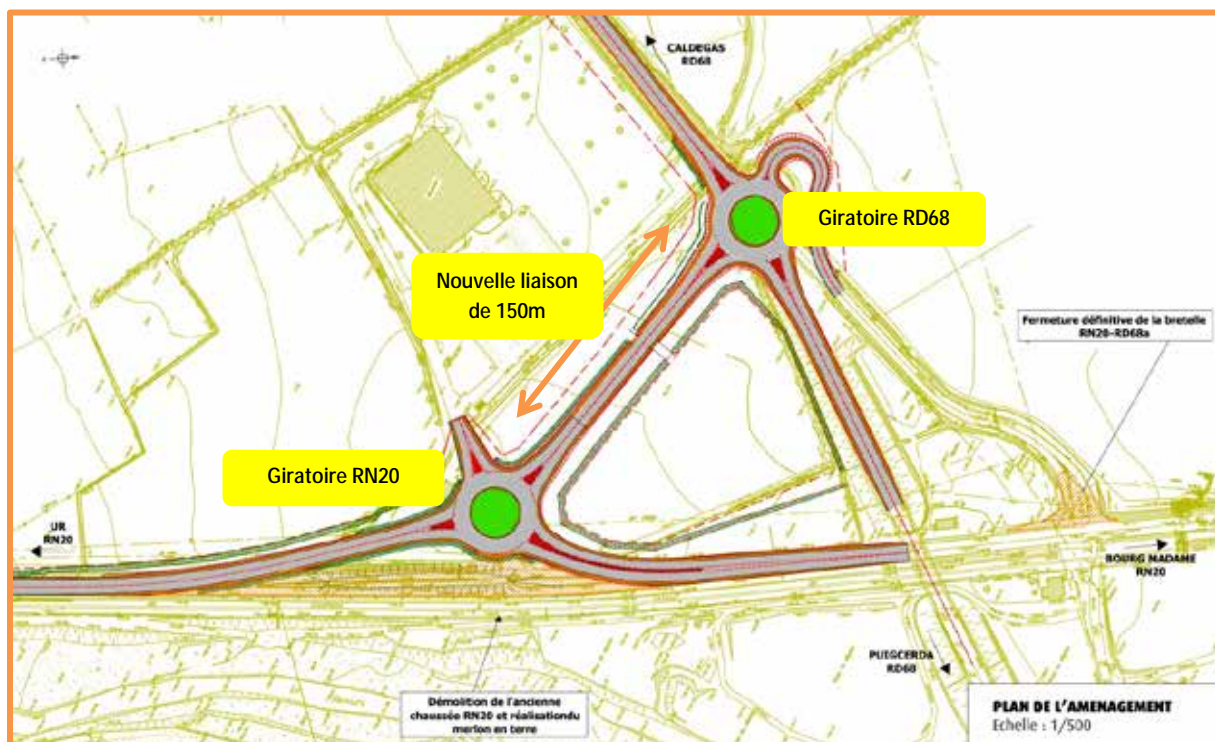 CALDEGAS
RD68
Giratoire RD68
Nouvelle liaison
de 150m
Fermeture définitive de la bretelle
RN20-RD68a
Giratoire RN20
UR
RN20
BOURG MADAME
RN20
PUIGCERDA
RD68
Démolition de l'ancienne
chaussée RN20 et réalisationdu
merlon en terre
PLAN DE L'AMENAGEMENT
Echelle : 1/500